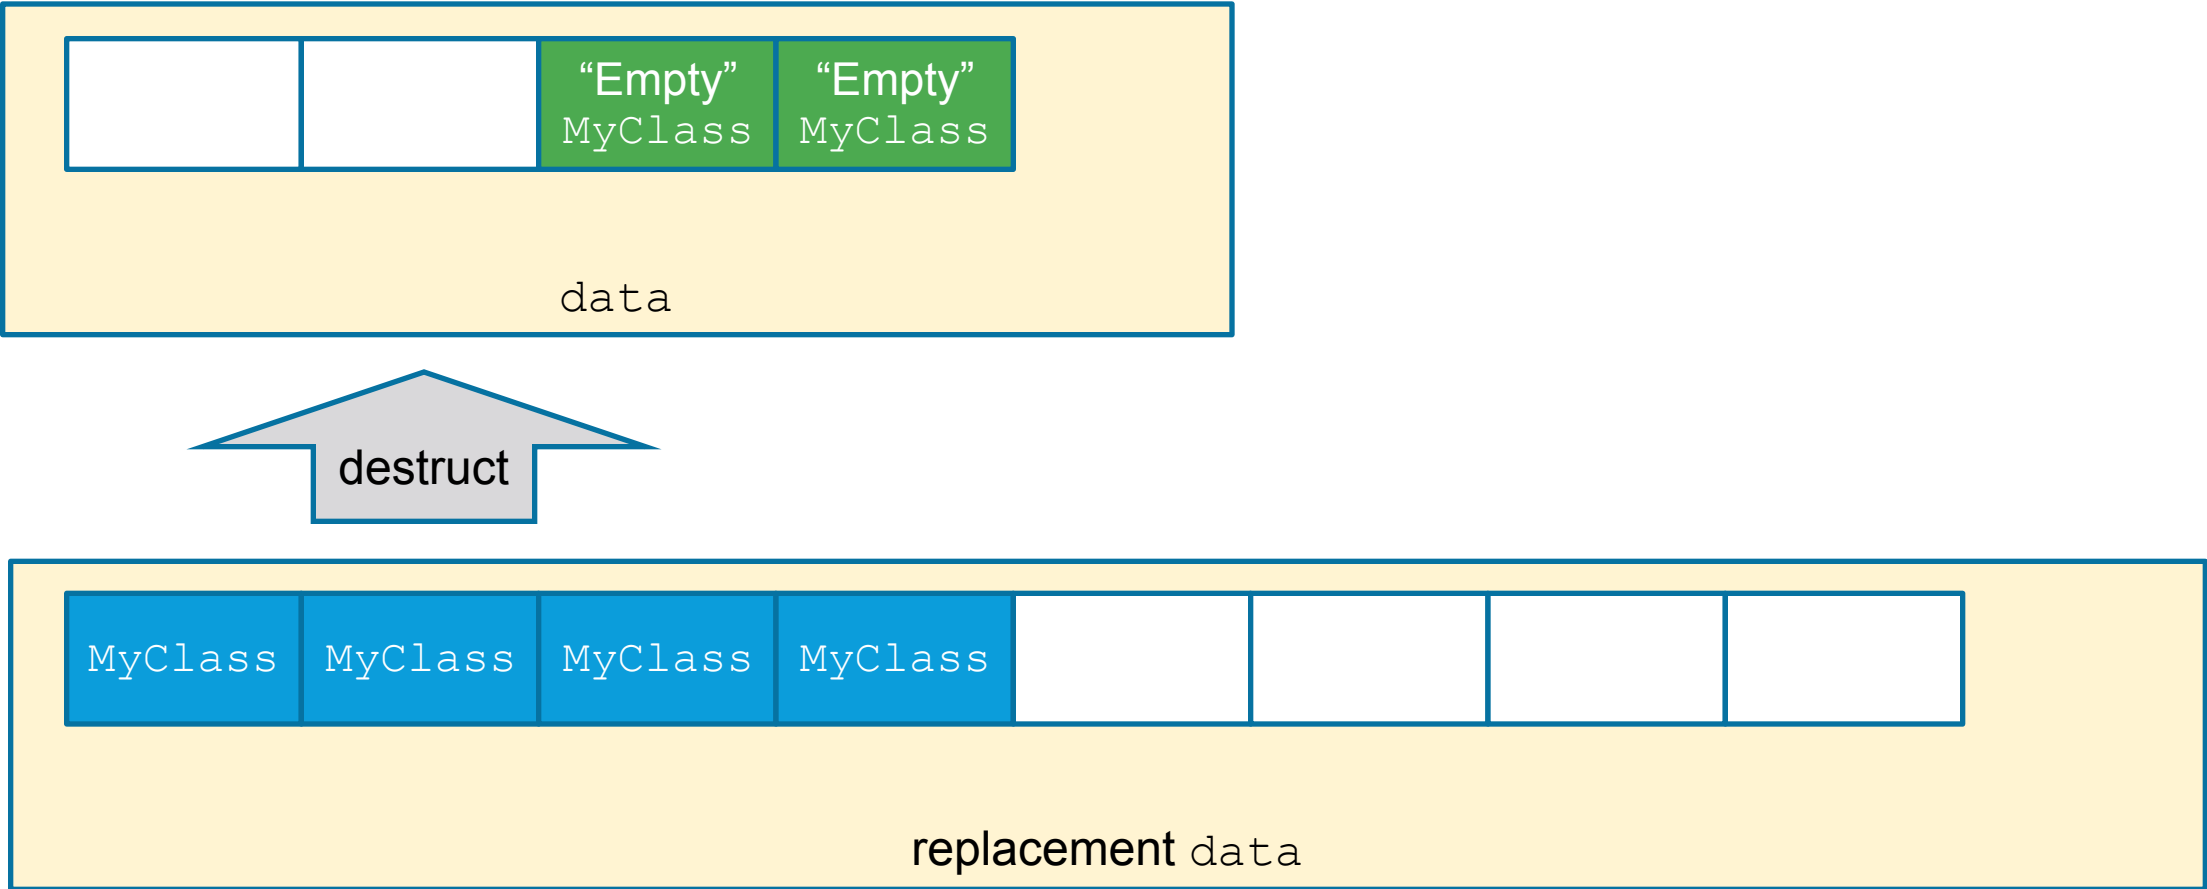 “Empty”
MyClass
“Empty”
MyClass
data
destruct
MyClass
MyClass
MyClass
MyClass
replacement data